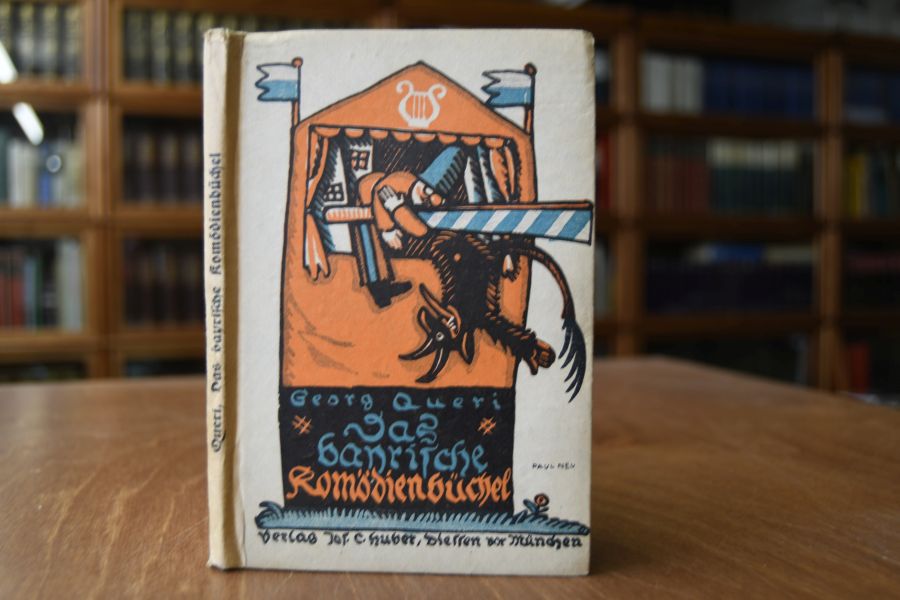 Queri, Das bayrische Komödienbüchel
Georg Queri
Das
bayrische
Komödienbüchel
PAUL NEU
Verlag Jos. C. Huber, Diessen vor München